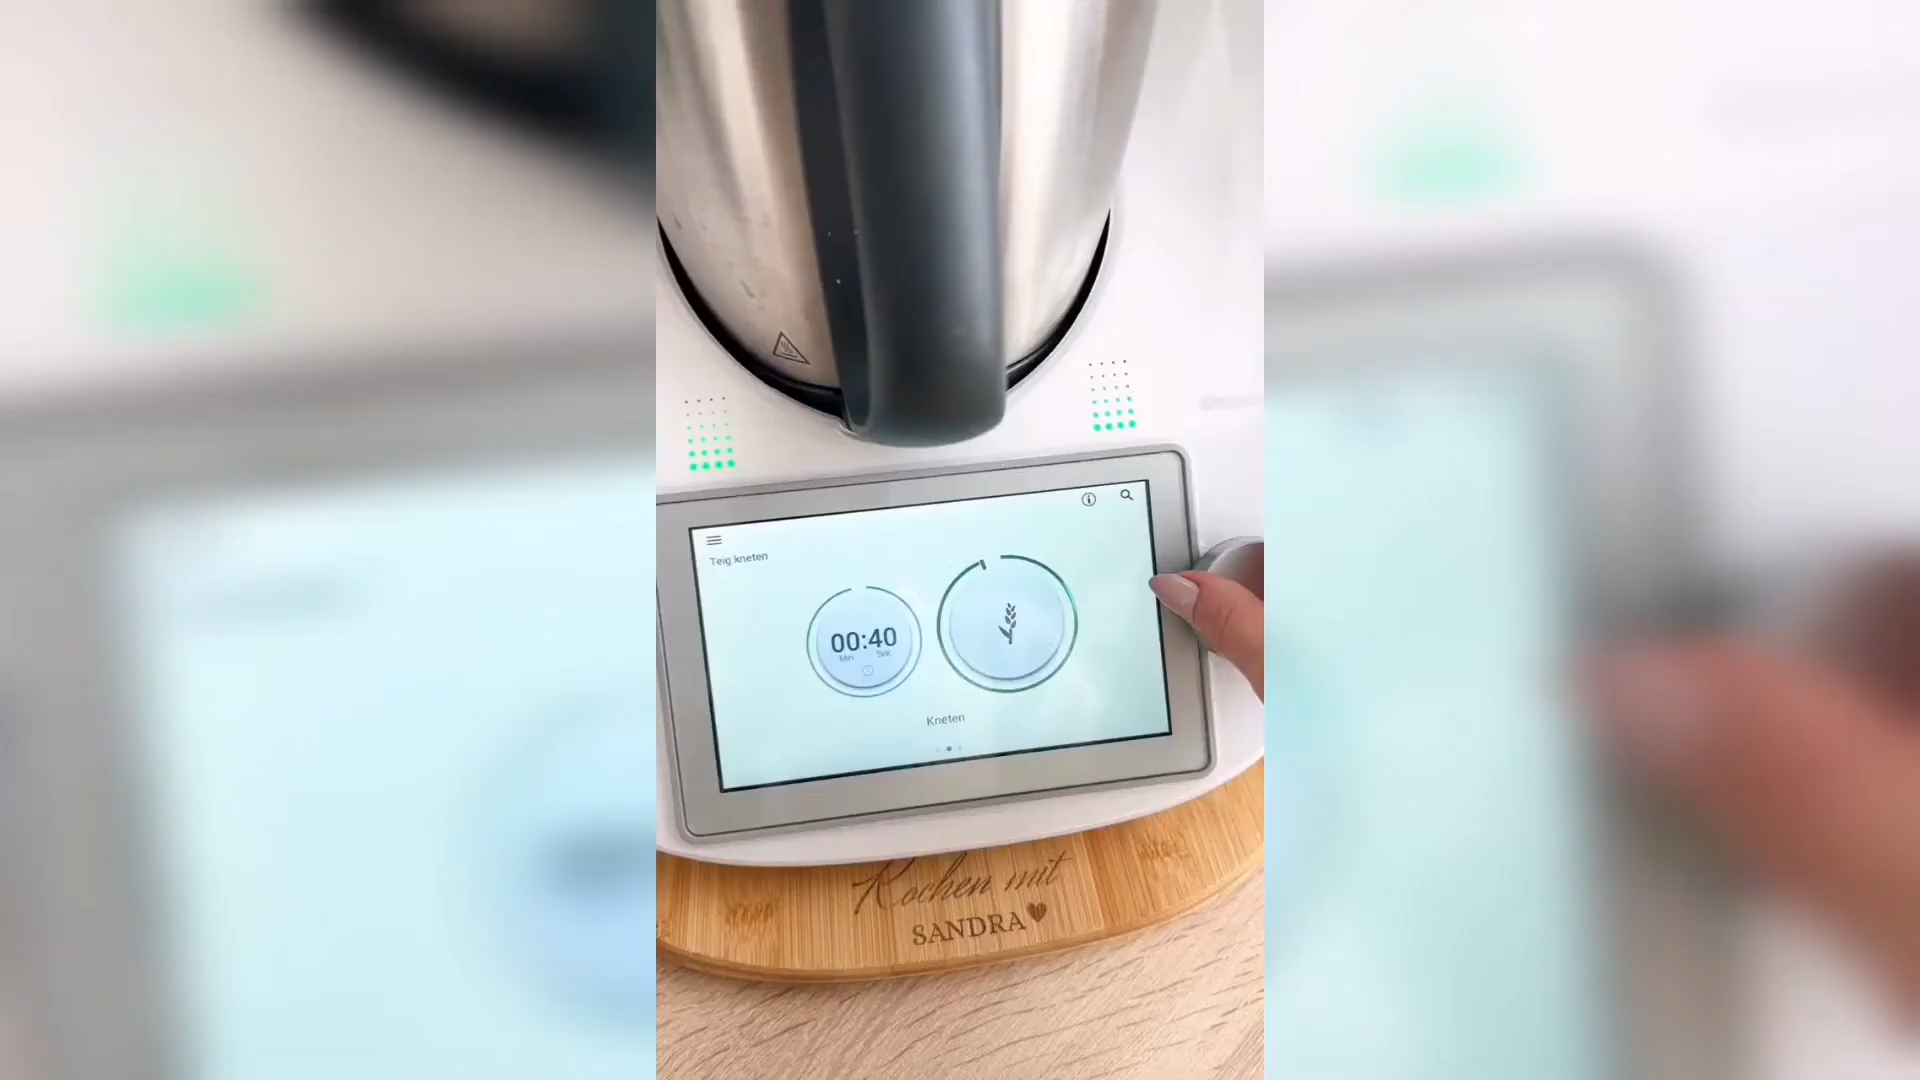 Teig kneten
00:40
Min. Sek.
Kneten
Kochen mit
SANDRA